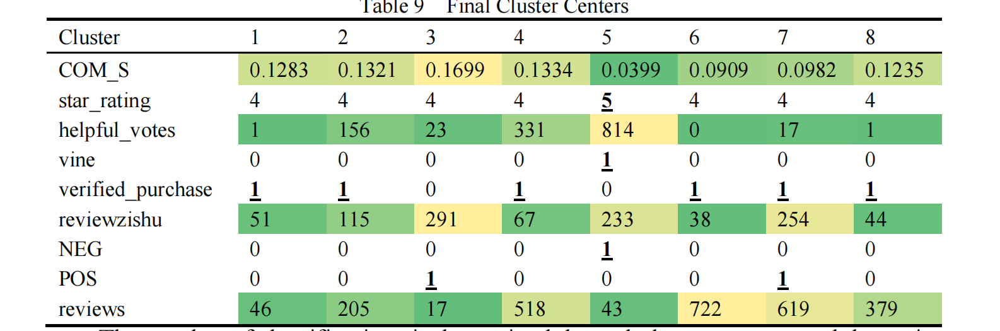 Table 9 Final Cluster Centers
Cluster 1 2 3 4 5 6 7 8
COM_S 0.1283 0.1321 0.1699 0.1334 0.0399 0.0909 0.0982 0.1235
star_rating 4 4 4 4 5 4 4 4
helpful_votes 1 156 23 331 814 0 17 1
vine 0 0 0 0 1 0 0 0
verified_purchase 1 1 0 1 0 1 1 1
reviewzishu 51 115 291 67 233 38 254 44
NEG 0 0 0 0 1 0 0 0
POS 0 0 1 0 0 0 1 0
reviews 46 205 17 518 43 722 619 379